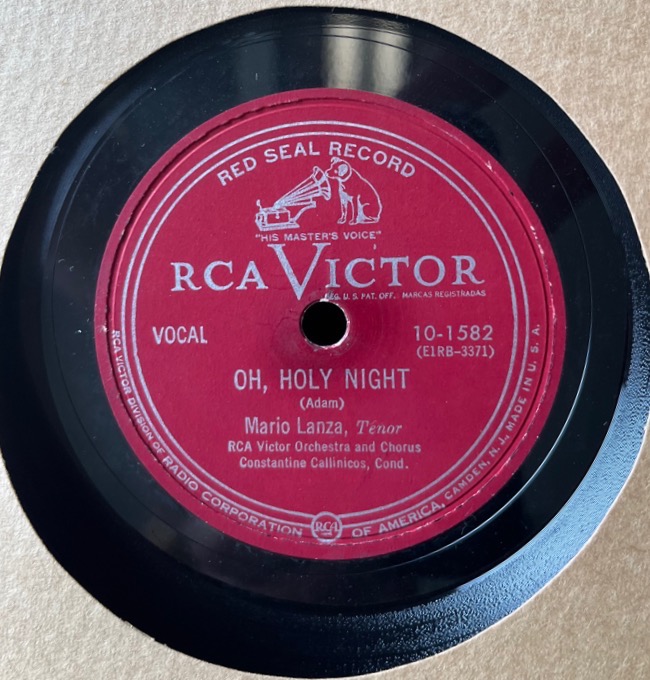 RED SEAL RECORD
"HIS MASTER'S VOICE"
RCA VICTOR
REG. U. S. PAT. OFF. MARCAS REGISTRADAS
VOCAL
10-1582
(E1RB-3371)
OH, HOLY NIGHT
(Adam)
Mario Lanza, Ténor
RCA Victor Orchestra and Chorus
Constantine Callinicos, Cond.
RCA VICTOR DIVISION OF RADIO CORPORATION RCA OF AMERICA, CAMDEN, N. J., MADE IN U. S. A.